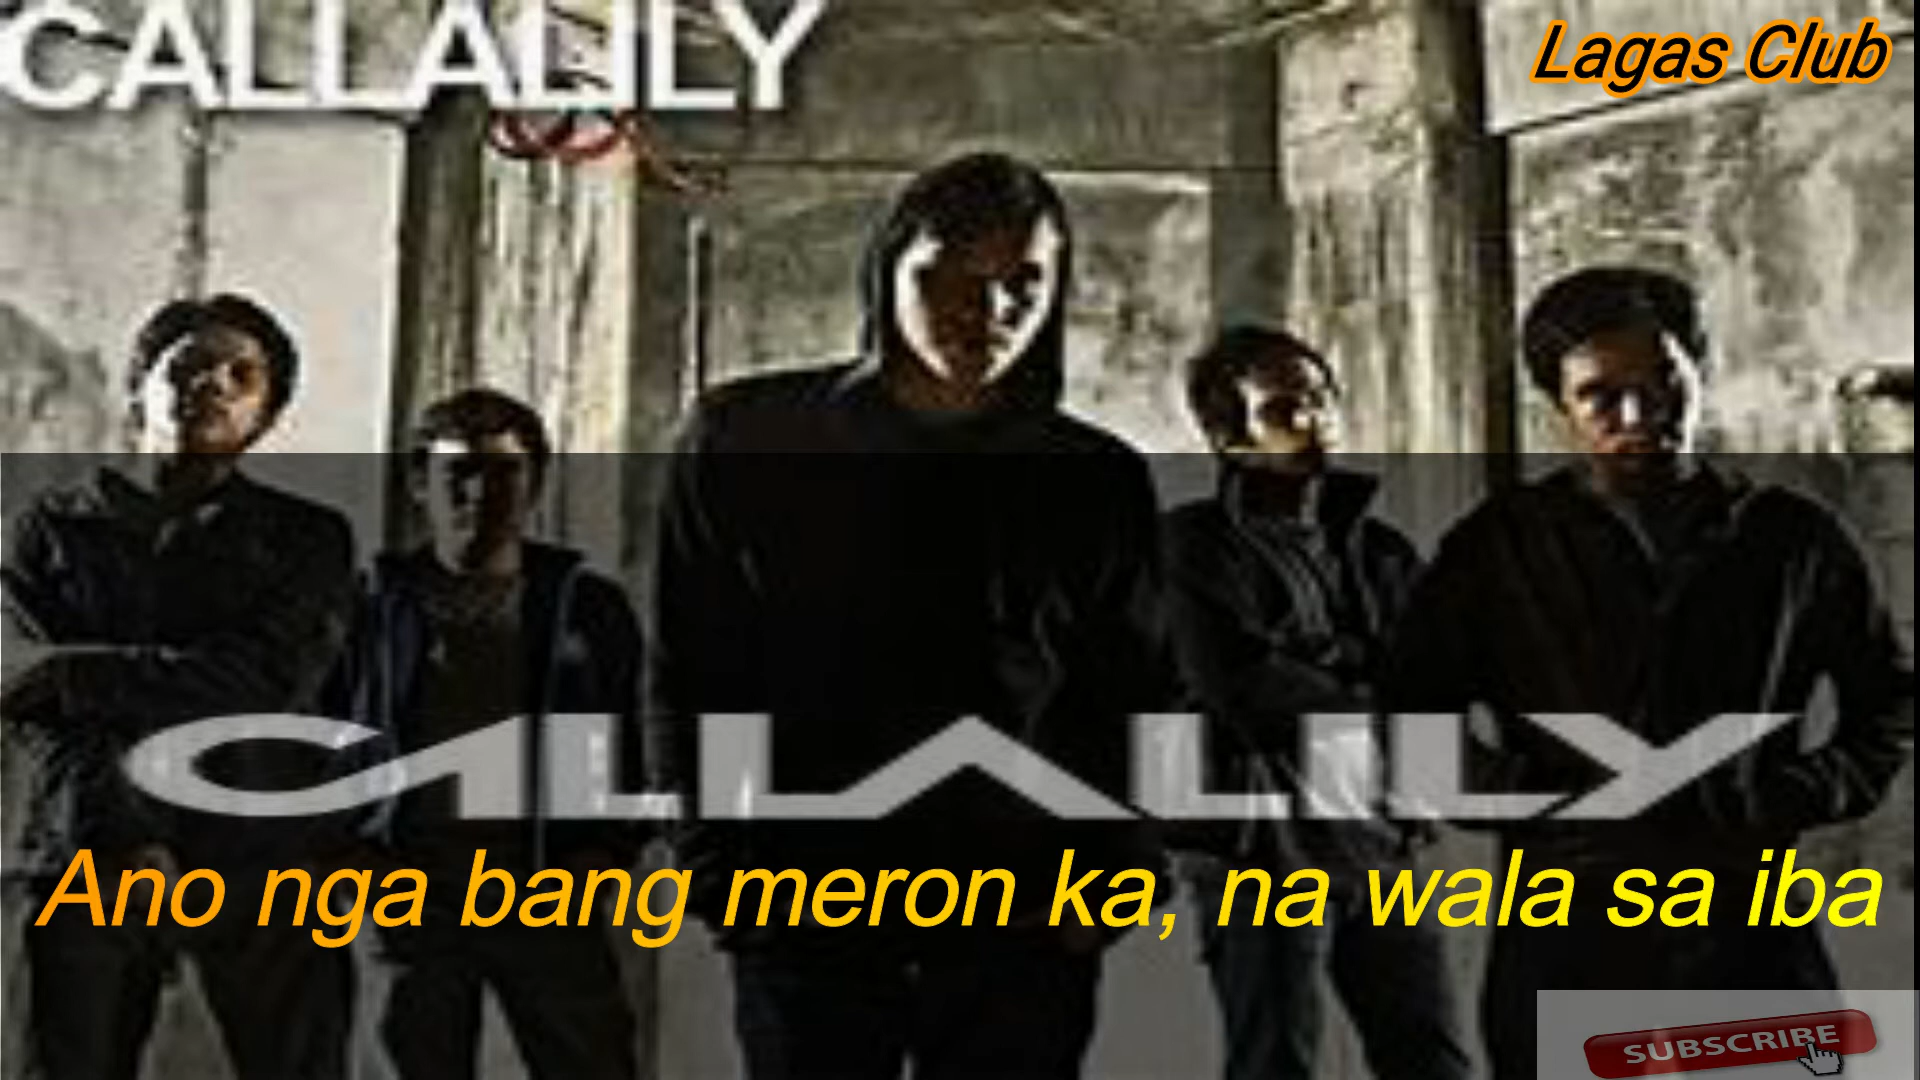 CALLALILY
Lagas Club
CALLALILY
Ano nga bang meron ka, na wala sa iba
SUBSCRIBE